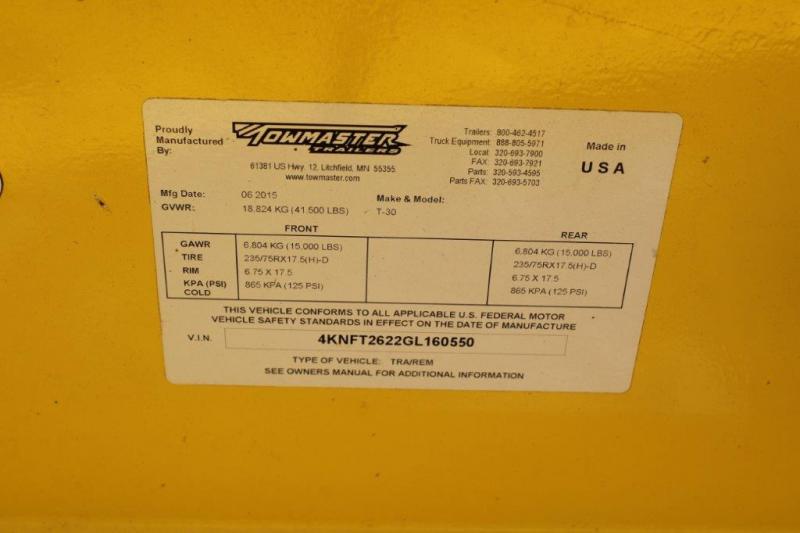 Proudly
Manufactured
By:
TOWMASTER
TRAILERS
61381 US Hwy. 12, Litchfield, MN 55355
www.towmaster.com
Trailers: 800-462-4517
Truck Equipment: 888-805-5971
Local: 320-693-7900
FAX: 320-693-7921
Parts: 320-593-4595
Parts FAX: 320-693-5703
Made in
USA
Mfg Date: 06 2015
Make & Model:
GVWR: 18,824 KG (41,500 LBS) T-30
FRONT REAR
GAWR 6,804 KG (15,000 LBS) 6,804 KG (15,000 LBS)
TIRE 235/75RX17.5(H)-D 235/75RX17.5(H)-D
RIM 6.75 X 17.5 6.75 X 17.5
KPA (PSI) COLD 865 KPA (125 PSI) 865 KPA (125 PSI)
THIS VEHICLE CONFORMS TO ALL APPLICABLE U.S. FEDERAL MOTOR
VEHICLE SAFETY STANDARDS IN EFFECT ON THE DATE OF MANUFACTURE
V.I.N. 4KNFT2622GL160550
TYPE OF VEHICLE: TRA/REM
SEE OWNERS MANUAL FOR ADDITIONAL INFORMATION